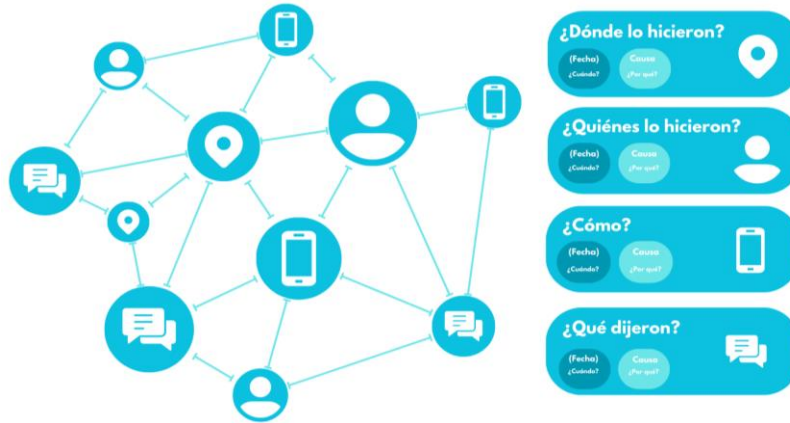 ¿Dónde lo hicieron?
(Fecha)
¿Cuándo?
Causa
¿Por qué?
¿Quiénes lo hicieron?
(Fecha)
¿Cuándo?
Causa
¿Por qué?
¿Cómo?
(Fecha)
¿Cuándo?
Causa
¿Por qué?
¿Qué dijeron?
(Fecha)
¿Cuándo?
Causa
¿Por qué?